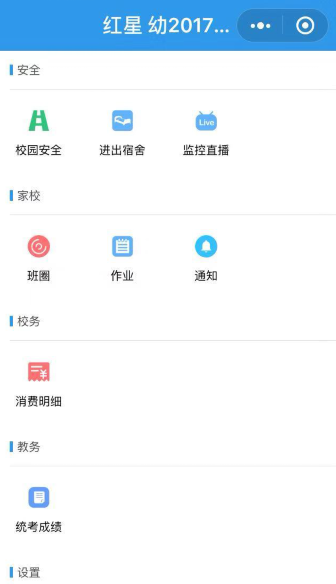 红星 幼2017...
安全
校园安全 进出宿舍 Live 监控直播
家校
班圈 作业 通知
校务
消费明细
教务
统考成绩
设置